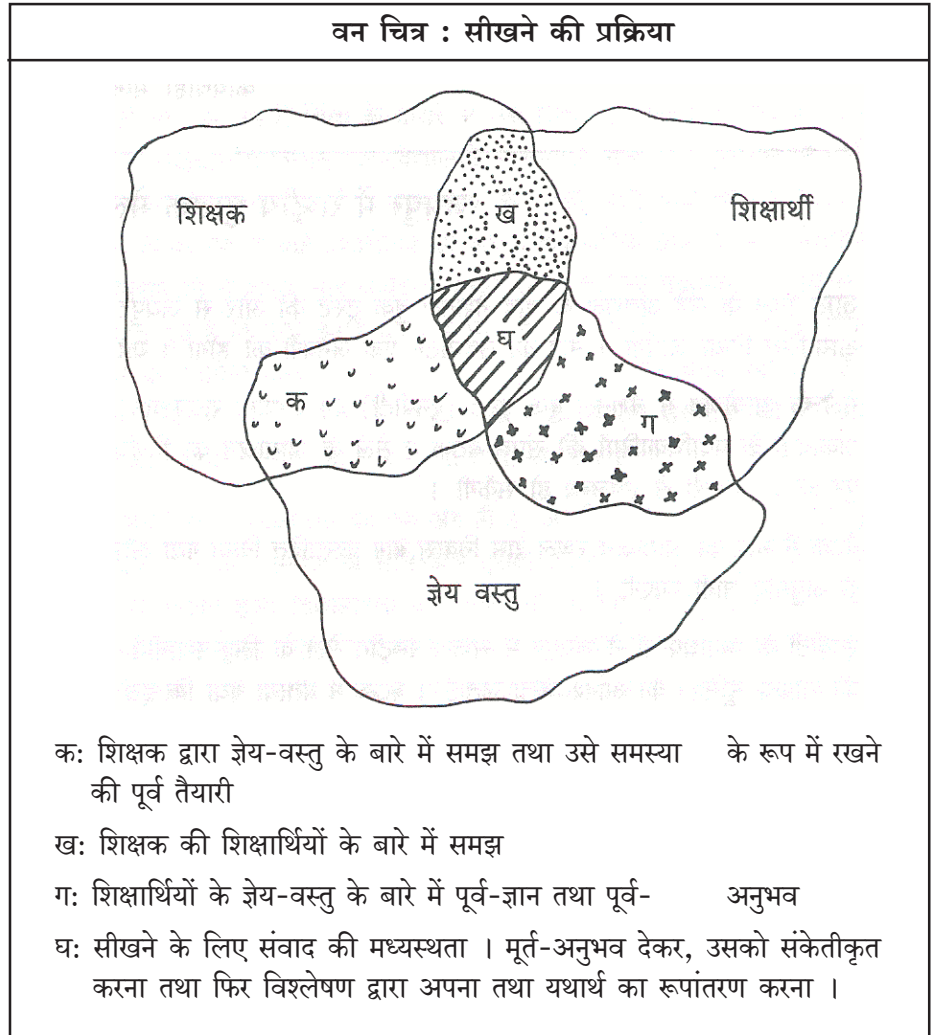 वन चित्र : सीखने की प्रक्रिया
शिक्षक
ख
शिक्षार्थी
घ
क
ग
ज्ञेय वस्तु
क: शिक्षक द्वारा ज्ञेय-वस्तु के बारे में समझ तथा उसे समस्या के रूप में रखने
की पूर्व तैयारी
ख: शिक्षक की शिक्षार्थियों के बारे में समझ
ग: शिक्षार्थियों के ज्ञेय-वस्तु के बारे में पूर्व-ज्ञान तथा पूर्व- अनुभव
घ: सीखने के लिए संवाद की मध्यस्थता । मूर्त-अनुभव देकर, उसको संकेतीकृत
करना तथा फिर विश्लेषण द्वारा अपना तथा यथार्थ का रूपांतरण करना ।